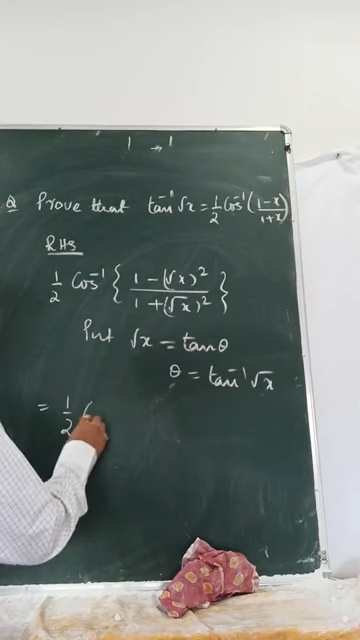 1 → 1
Q Prove that tan⁻¹ √x = 1/2 Cos⁻¹ (1-x/1+x)
RHS
1/2 Cos⁻¹ { 1 - (√x)² / 1 + (√x)² }
Put √x = tan θ
θ = tan⁻¹ √x
= 1/2 (